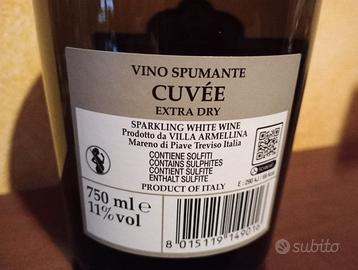 VINO SPUMANTE
CUVÉE
EXTRA DRY
SPARKLING WHITE WINE
Prodotto da VILLA ARMELLINA
Mareno di Piave Treviso Italia
CONTIENE SOLFITI
CONTAINS SULPHITES
CONTIENT SULFITE
ENTHALT SULFITE
PRODUCT OF ITALY
750 ml e
11% vol
8 015119 149036
subito